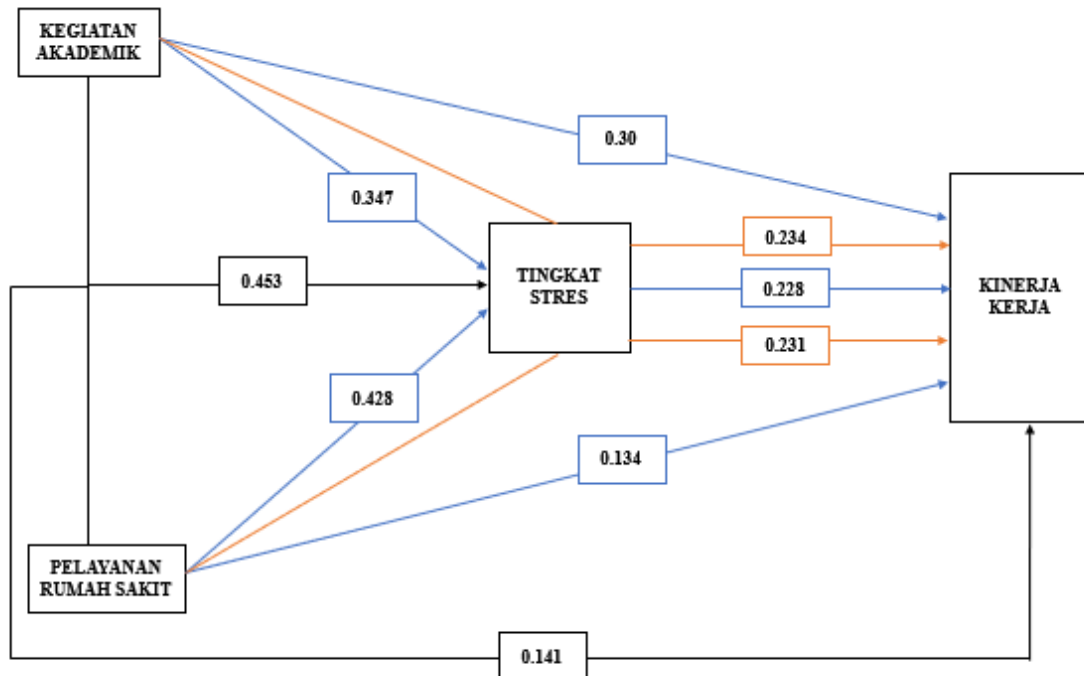 KEGIATAN
AKADEMIK
0.30
0.347
0.234
TINGKAT
STRES
0.453
0.228
KINERJA
KERJA
0.231
0.428
0.134
PELAYANAN
RUMAH SAKIT
0.141